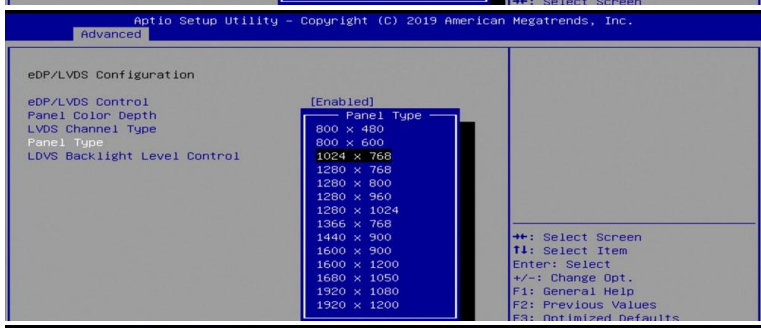 →←: Select Screen
Aptio Setup Utility – Copyright (C) 2019 American Megatrends, Inc.
Advanced
eDP/LVDS Configuration
eDP/LVDS Control [Enabled]
Panel Color Depth
LVDS Channel Type
Panel Type
LDVS Backlight Level Control
Panel Type
800 x 480
800 x 600
1024 x 768
1280 x 768
1280 x 800
1280 x 960
1280 x 1024
1366 x 768
1440 x 900
1600 x 900
1600 x 1200
1680 x 1050
1920 x 1080
1920 x 1200
→←: Select Screen
↑↓: Select Item
Enter: Select
+/-: Change Opt.
F1: General Help
F2: Previous Values
F3: Optimized Defaults